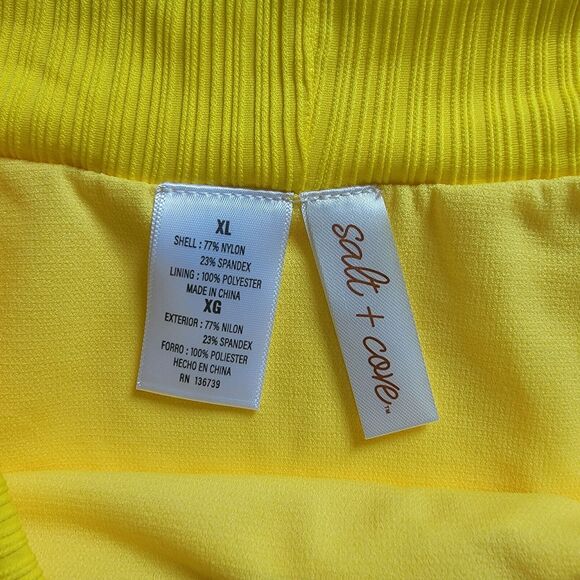 XL
SHELL : 77% NYLON
23% SPANDEX
LINING : 100% POLYESTER
MADE IN CHINA
XG
EXTERIOR : 77% NILON
23% SPANDEX
FORRO : 100% POLIESTER
HECHO EN CHINA
RN 136739
salt + cove™